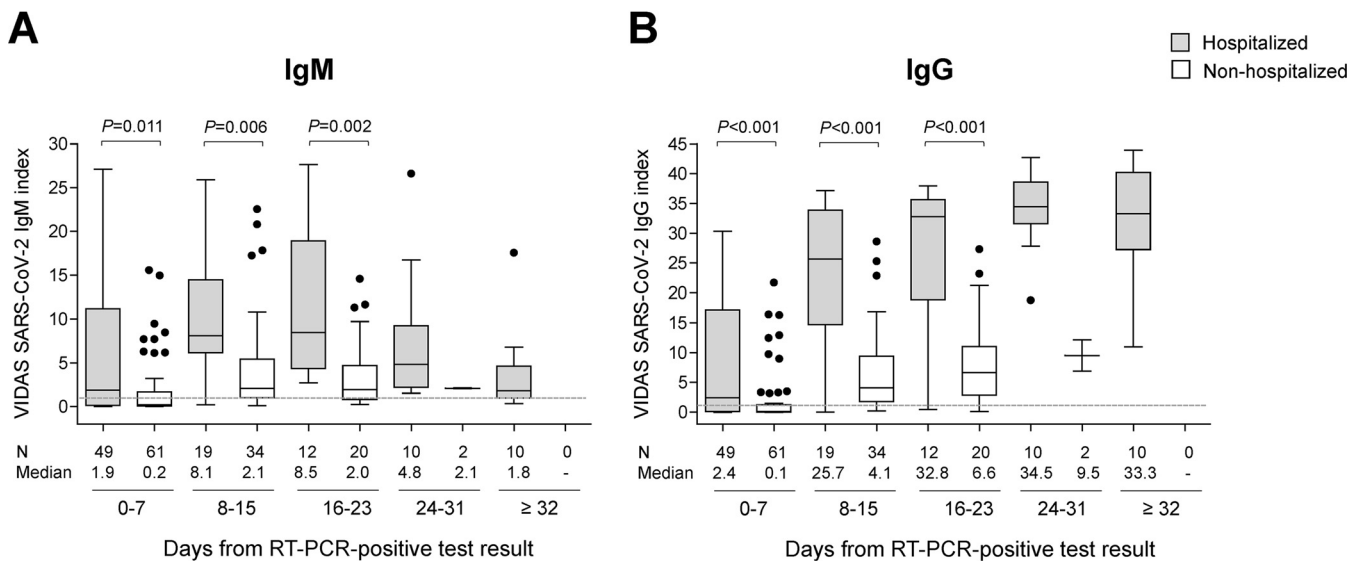 A
IgM
VIDAS SARS-CoV-2 IgM index
P=0.011 P=0.006 P=0.002
30
25
20
15
10
5
0
N 49 61 19 34 12 20 10 2 10 0
Median 1.9 0.2 8.1 2.1 8.5 2.0 4.8 2.1 1.8 -
0-7 8-15 16-23 24-31 ≥ 32
Days from RT-PCR-positive test result
B
IgG
Hospitalized
Non-hospitalized
VIDAS SARS-CoV-2 IgG index
P<0.001 P<0.001 P<0.001
45
40
35
30
25
20
15
10
5
0
N 49 61 19 34 12 20 10 2 10 0
Median 2.4 0.1 25.7 4.1 32.8 6.6 34.5 9.5 33.3 -
0-7 8-15 16-23 24-31 ≥ 32
Days from RT-PCR-positive test result